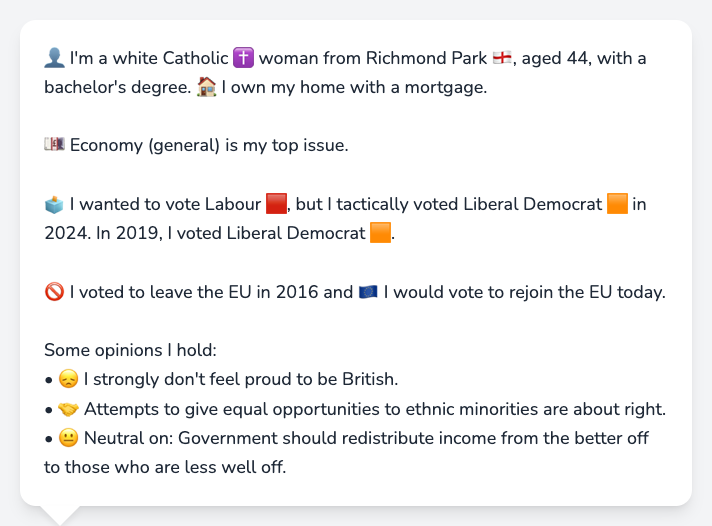 👤 I'm a white Catholic ✝️ woman from Richmond Park 🏴󠁧󠁢󠁥󠁮󠁧󠁿, aged 44, with a
bachelor's degree. 🏠 I own my home with a mortgage.
💷 Economy (general) is my top issue.
🗳️ I wanted to vote Labour 🟥, but I tactically voted Liberal Democrat 🟧 in
2024. In 2019, I voted Liberal Democrat 🟧.
🚫 I voted to leave the EU in 2016 and 🇪🇺 I would vote to rejoin the EU today.
Some opinions I hold:
• 😞 I strongly don't feel proud to be British.
• 🤝 Attempts to give equal opportunities to ethnic minorities are about right.
• 😐 Neutral on: Government should redistribute income from the better off
to those who are less well off.